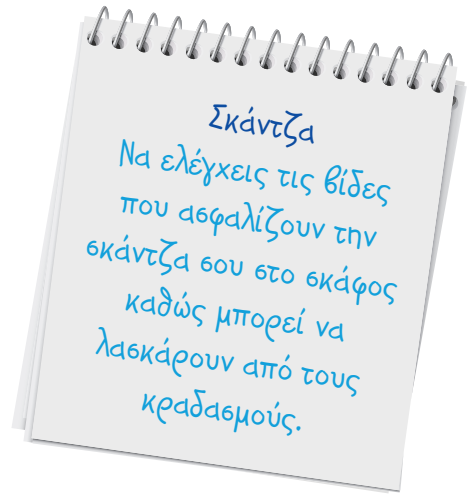 Σκάντζα
Να ελέγχεις τις βίδες
που ασφαλίζουν την
σκάντζα σου στο σκάφος
καθώς μπορεί να
λασκάρουν από τους
κραδασμούς.